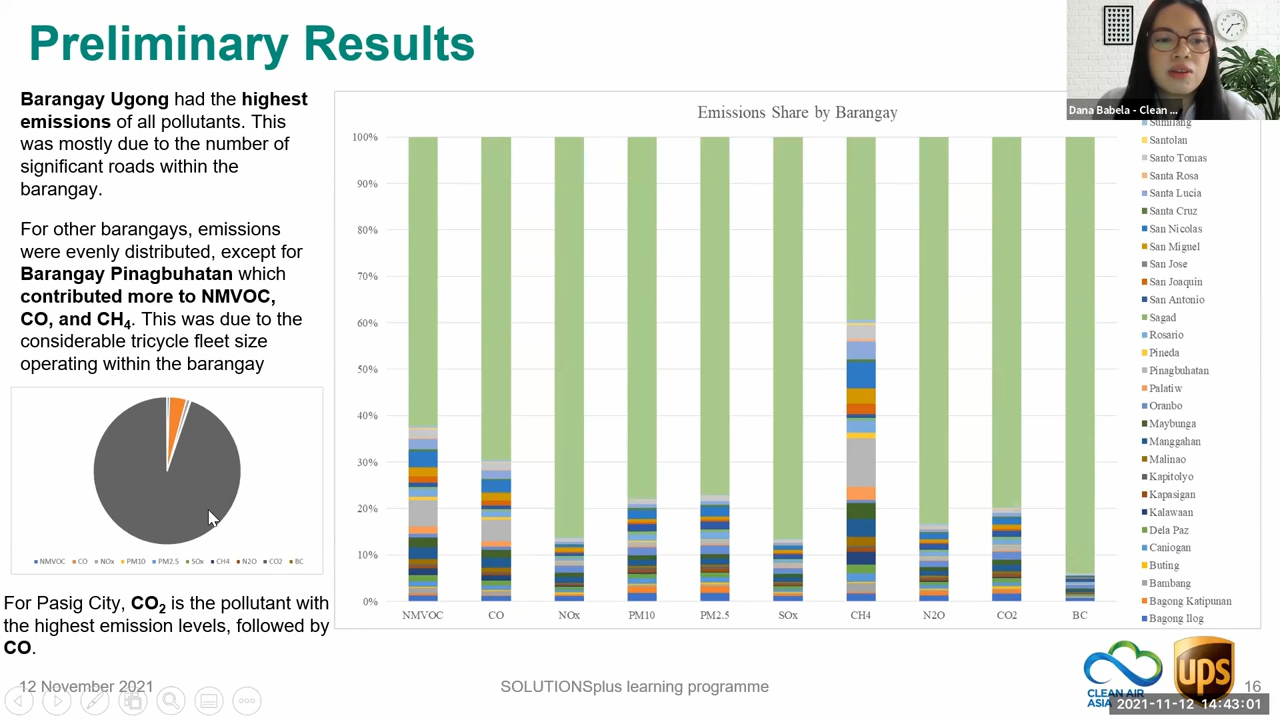 Preliminary Results
Barangay Ugong had the highest
emissions of all pollutants. This
was mostly due to the number of
significant roads within the
barangay.
For other barangays, emissions
were evenly distributed, except for
Barangay Pinagbuhatan which
contributed more to NMVOC,
CO, and CH4. This was due to the
considerable tricycle fleet size
operating within the barangay
NMVOC CO NOx PM10 PM2.5 SOx CH4 N2O CO2 BC
For Pasig City, CO2 is the pollutant with
the highest emission levels, followed by
CO.
Emissions Share by Barangay
100%
90%
80%
70%
60%
50%
40%
30%
20%
10%
0%
NMVOC CO NOx PM10 PM2.5 SOx CH4 N2O CO2 BC
Dana Babela - Clean ...
Sumilang
Santolan
Santo Tomas
Santa Rosa
Santa Lucia
Santa Cruz
San Nicolas
San Miguel
San Jose
San Joaquin
San Antonio
Sagad
Rosario
Pineda
Pinagbuhatan
Palatiw
Oranbo
Maybunga
Manggahan
Malinao
Kapitolyo
Kapasigan
Kalawaan
Dela Paz
Caniogan
Buting
Bambang
Bagong Katipunan
Bagong Ilog
12 November 2021
SOLUTIONSplus learning programme
CLEAN AIR
ASIA
ups
16
2021-11-12 14:43:01